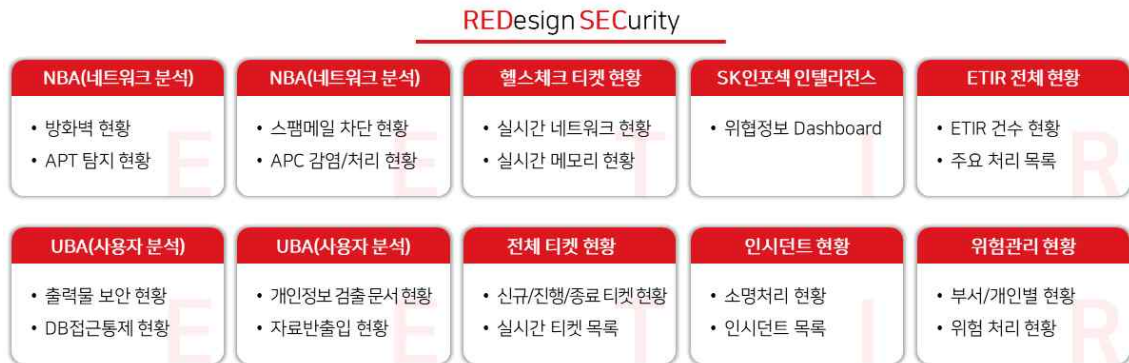 REDesign SECurity
NBA(네트워크 분석)
• 방화벽 현황
• APT 탐지 현황
E
NBA(네트워크 분석)
• 스팸메일 차단 현황
• APC 감염/처리 현황
E
헬스체크 티켓 현황
• 실시간 네트워크 현황
• 실시간 메모리 현황
T
SK인포섹 인텔리전스
• 위협정보 Dashboard
I
ETIR 전체 현황
• ETIR 건수 현황
• 주요 처리 목록
R
UBA(사용자 분석)
• 출력물 보안 현황
• DB접근통제 현황
E
UBA(사용자 분석)
• 개인정보 검출 문서 현황
• 자료반출입 현황
E
전체 티켓 현황
• 신규/진행/종료 티켓 현황
• 실시간 티켓 목록
T
인시던트 현황
• 소명처리 현황
• 인시던트 목록
I
위험관리 현황
• 부서/개인별 현황
• 위험 처리 현황
R